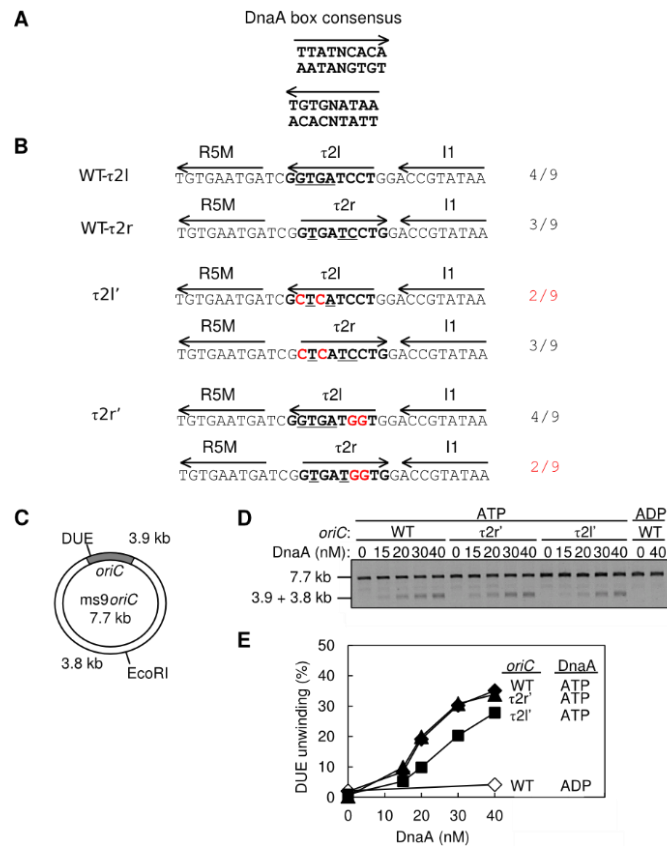 A
DnaA box consensus
TTATNCACA
AATANGTGT
TGTGNATAA
ACACNTATT
B
R5M τ2l I1
WT-τ2l TGTGAATGATCGGTGATCCTGGACCGTATAA 4/9
R5M τ2r I1
WT-τ2r TGTGAATGATCGGTGATCCTGGACCGTATAA 3/9
R5M τ2l I1
τ2l’ TGTGAATGATCGCTCATCCTGGACCGTATAA 2/9
R5M τ2r I1
TGTGAATGATCGCTCATCCTGGACCGTATAA 3/9
R5M τ2l I1
τ2r’ TGTGAATGATCGGTGATGGTGGACCGTATAA 4/9
R5M τ2r I1
TGTGAATGATCGGTGATGGTGGACCGTATAA 2/9
C
DUE 3.9 kb
oriC
ms9oriC
7.7 kb
3.8 kb
EcoRI
D
ATP ADP
oriC: WT τ2r’ τ2l’ WT
DnaA (nM): 0 15 20 30 40 0 15 20 30 40 0 15 20 30 40 0 40
7.7 kb
3.9 + 3.8 kb
E
DUE unwinding (%)
50
40
30
20
10
0
0 10 20 30 40
DnaA (nM)
oriC DnaA
WT ATP
τ2r’ ATP
τ2l’ ATP
WT ADP